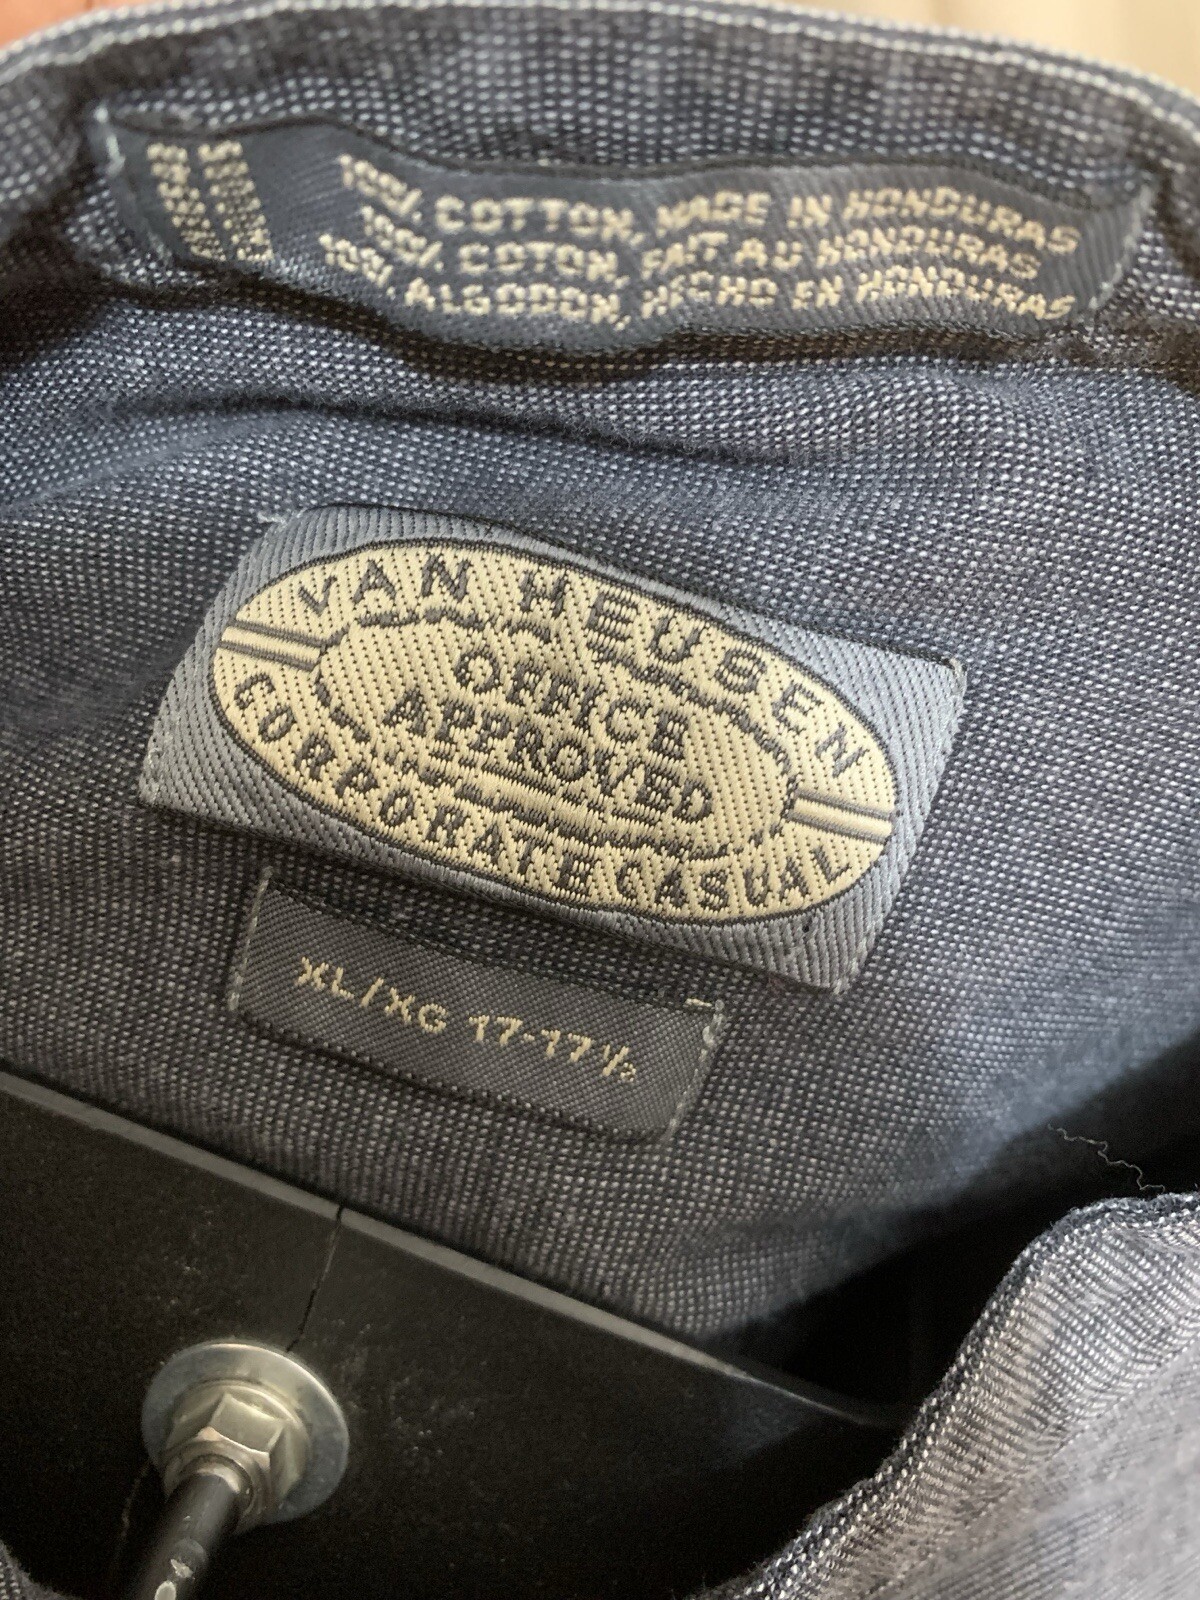 100% COTTON, MADE IN HONDURAS
100% COTON, FAIT AU HONDURAS
100% ALGODON, HECHO EN HONDURAS
VAN HEUSEN
OFFICE
APPROVED
CORPORATE CASUAL
XL/XG 17-17½